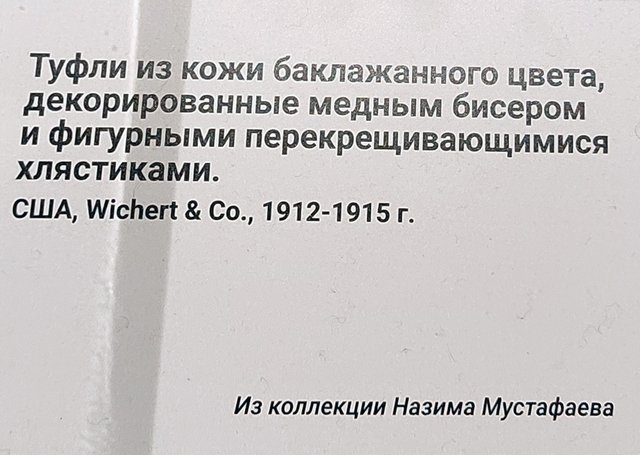 Туфли из кожи баклажанного цвета,
декорированные медным бисером
и фигурными перекрещивающимися
хлястиками.
США, Wichert & Co., 1912-1915 г.
Из коллекции Назима Мустафаева